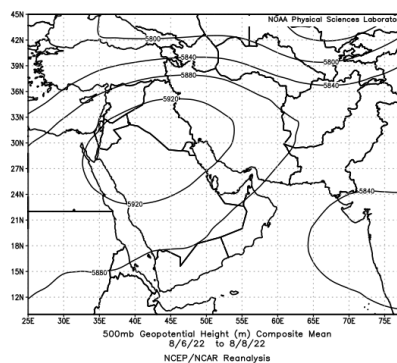 NOAA Physical Sciences Laborator
45N
42N
39N
36N
33N
30N
27N
24N
21N
18N
15N
12N
5800
5800
5840
5840
5880
5920
5920
5840
5880
25E 30E 35E 40E 45E 50E 55E 60E 65E 70E 75E
500mb Geopotential Height (m) Composite Mean
8/6/22 to 8/8/22
NCEP/NCAR Reanalysis